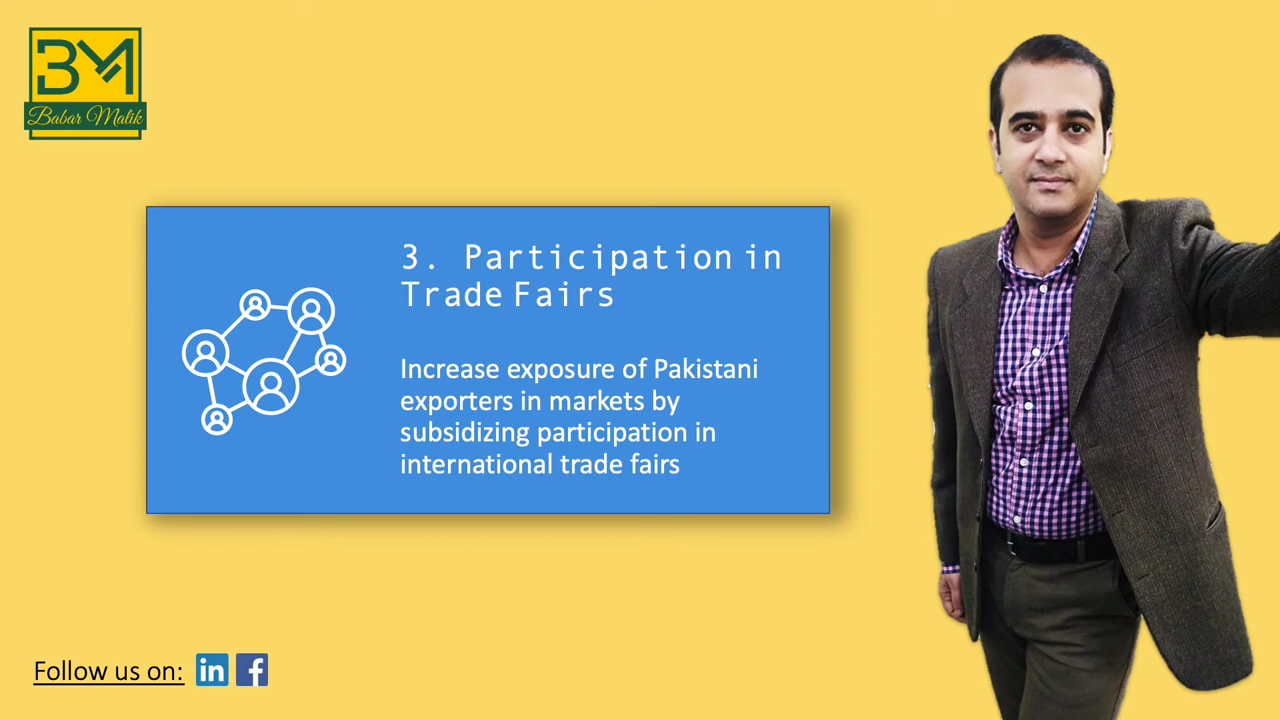 BM
Babar Malik
3. Participation in
Trade Fairs
Increase exposure of Pakistani
exporters in markets by
subsidizing participation in
international trade fairs
Follow us on: in f